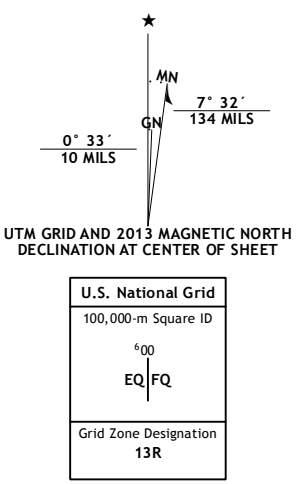 ★
MN
GN
7° 32´
134 MILS
0° 33´
10 MILS
UTM GRID AND 2013 MAGNETIC NORTH
DECLINATION AT CENTER OF SHEET
U.S. National Grid
100,000-m Square ID
⁶00
EQ FQ
Grid Zone Designation
13R